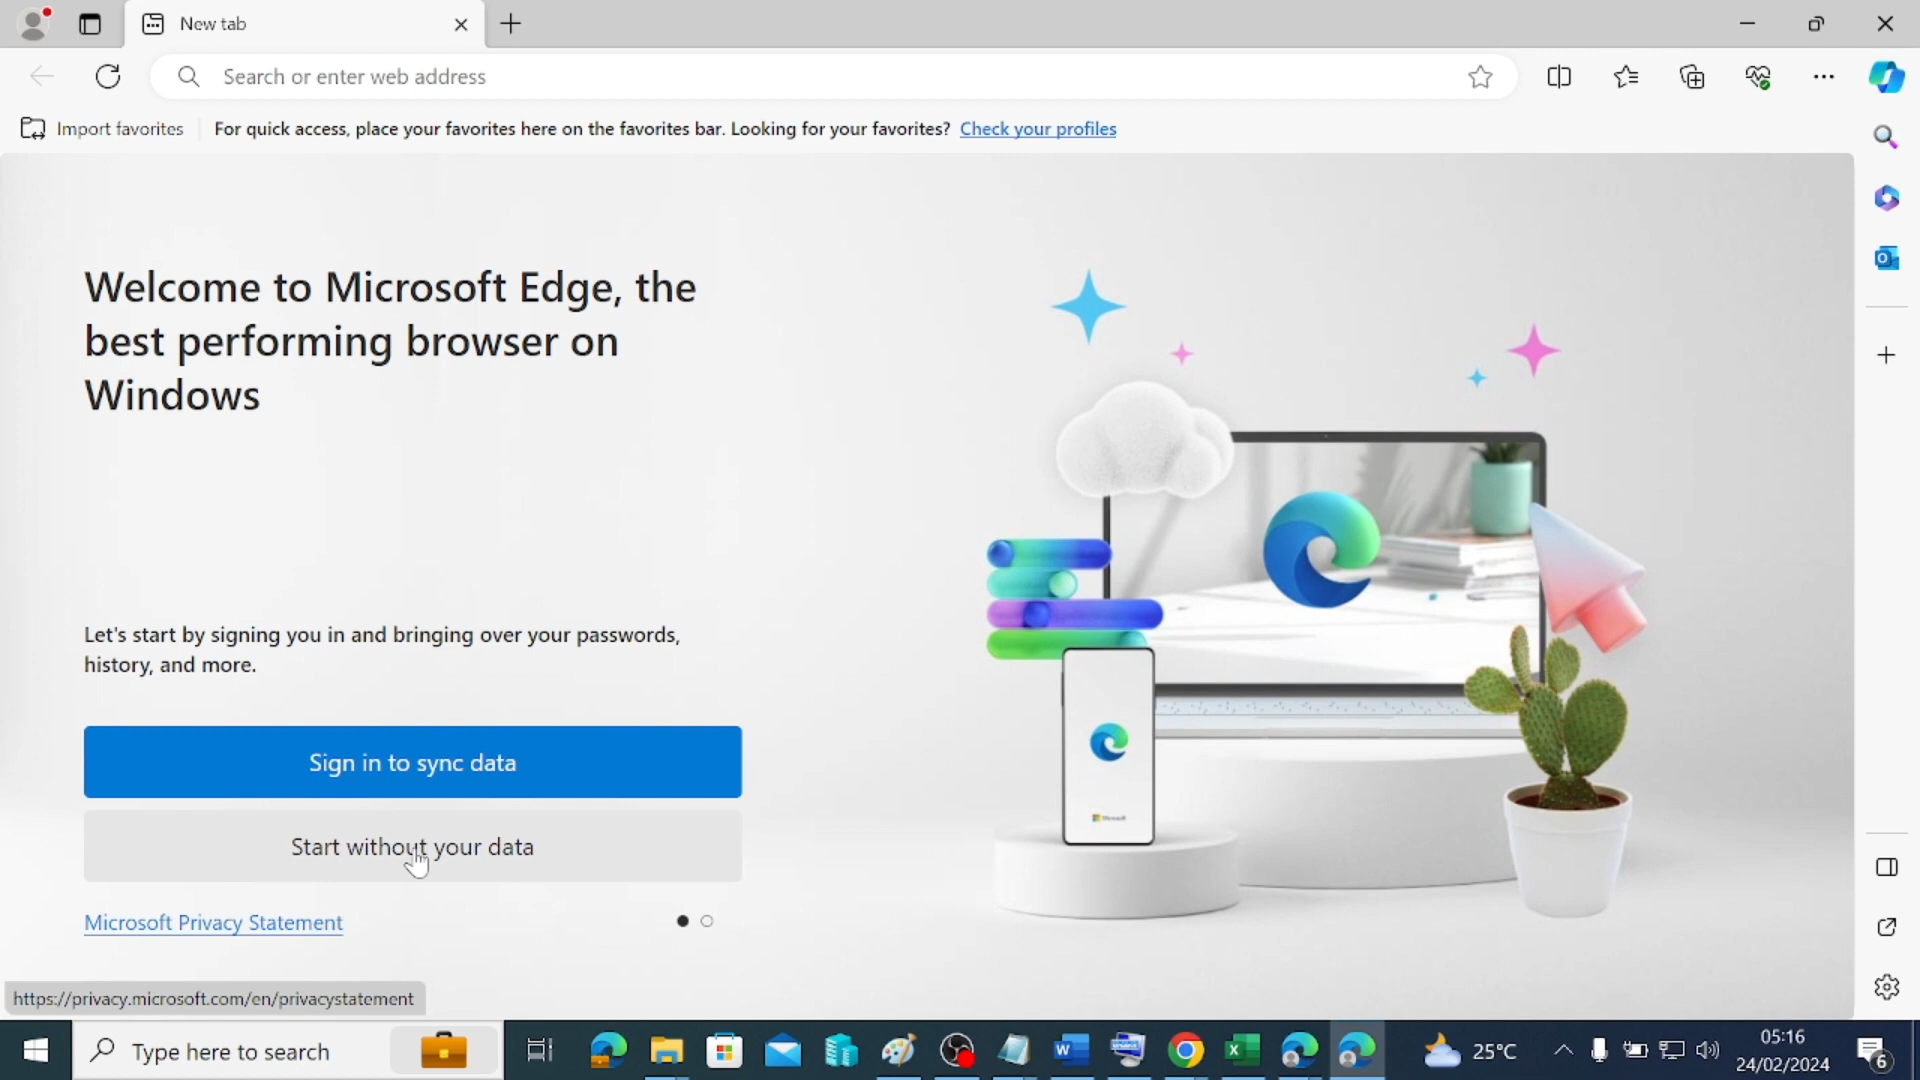 New tab
Search or enter web address
Import favorites
For quick access, place your favorites here on the favorites bar. Looking for your favorites? Check your profiles
Welcome to Microsoft Edge, the
best performing browser on
Windows
Let's start by signing you in and bringing over your passwords,
history, and more.
Sign in to sync data
Start without your data
Microsoft Privacy Statement
Microsoft
https://privacy.microsoft.com/en/privacystatement
Type here to search
25°C
05:16
24/02/2024
6